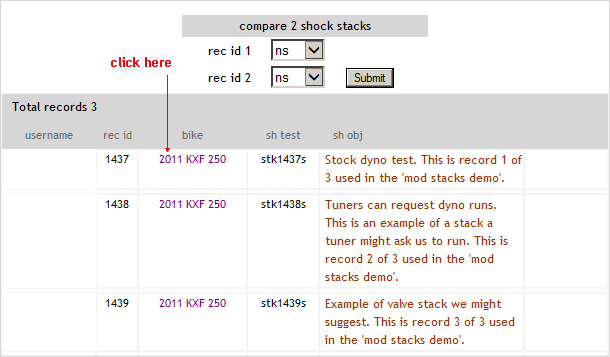 compare 2 shock stacks
rec id 1 ns
click here
rec id 2 ns Submit
Total records 3
username rec id bike sh test sh obj
1437 2011 KXF 250 stk1437s Stock dyno test. This is record 1 of
3 used in the 'mod stacks demo'.
1438 2011 KXF 250 stk1438s Tuners can request dyno runs.
This is an example of a stack a
tuner might ask us to run. This is
record 2 of 3 used in the 'mod
stacks demo'.
1439 2011 KXF 250 stk1439s Example of valve stack we might
suggest. This is record 3 of 3 used
in the 'mod stacks demo'.